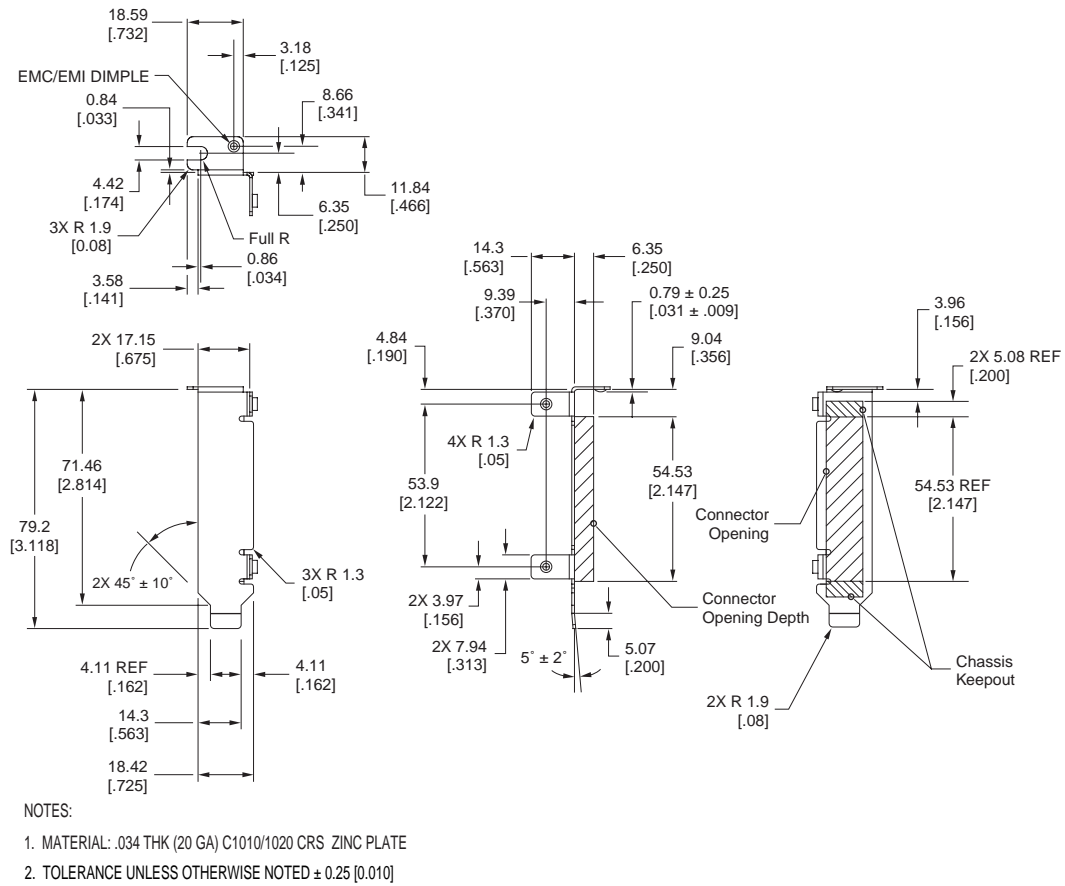 18.59
[.732]
3.18
[.125]
EMC/EMI DIMPLE
0.84
[.033]
8.66
[.341]
4.42
[.174]
11.84
[.466]
6.35
[.250]
3X R 1.9
[0.08]
Full R
0.86
[.034]
3.58
[.141]
14.3
[.563]
6.35
[.250]
9.39
[.370]
0.79 ± 0.25
[.031 ± .009]
3.96
[.156]
2X 17.15
[.675]
4.84
[.190]
9.04
[.356]
2X 5.08 REF
[.200]
4X R 1.3
[.05]
71.46
[2.814]
53.9
[2.122]
54.53
[2.147]
54.53 REF
[2.147]
79.2
[3.118]
Connector
Opening
2X 45° ± 10°
3X R 1.3
[.05]
2X 3.97
[.156]
Connector
Opening Depth
2X 7.94
[.313]
5° ± 2°
5.07
[.200]
4.11 REF
[.162]
4.11
[.162]
Chassis
Keepout
2X R 1.9
[.08]
14.3
[.563]
18.42
[.725]
NOTES:
1. MATERIAL: .034 THK (20 GA) C1010/1020 CRS ZINC PLATE
2. TOLERANCE UNLESS OTHERWISE NOTED ± 0.25 [0.010]